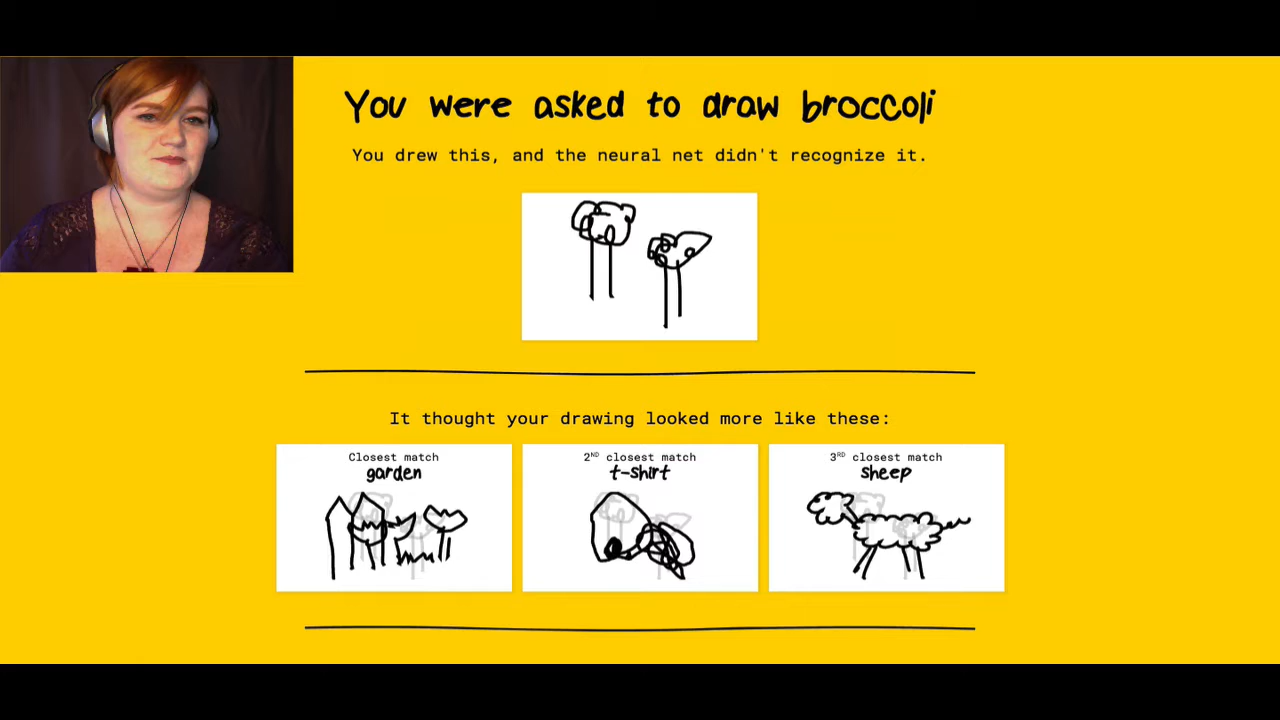 You were asked to draw broccoli
You drew this, and the neural net didn't recognize it.
It thought your drawing looked more like these:
Closest match
garden
2ND closest match
t-shirt
3RD closest match
sheep